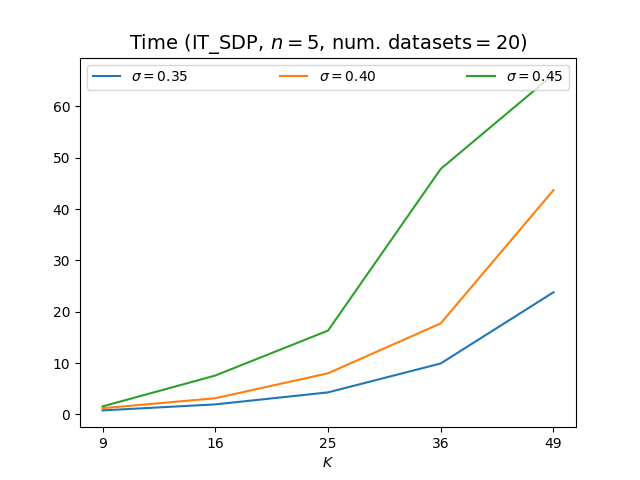 Time (IT_SDP, n = 5, num. datasets = 20)
σ = 0.35 σ = 0.40 σ = 0.45
60
50
40
30
20
10
0
9 16 25 36 49
K